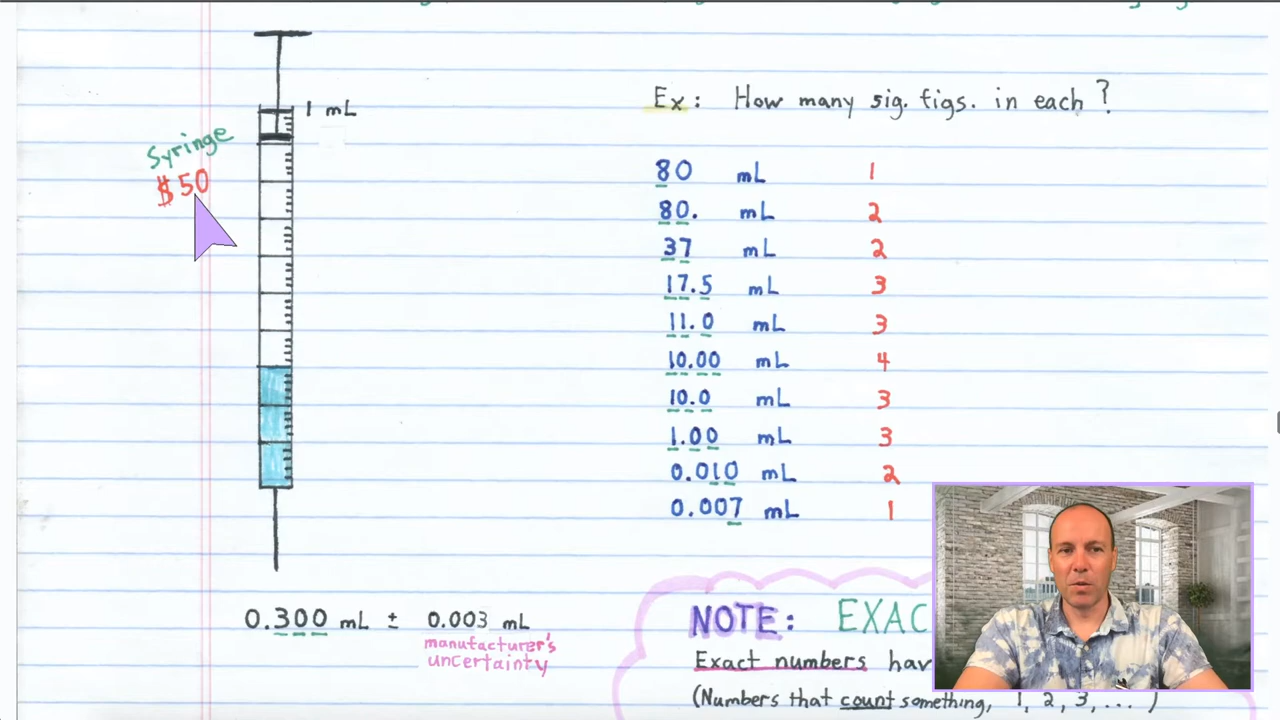 1 mL
Syringe
$50
0.300 mL ± 0.003 mL
manufacturer's
uncertainty
Ex: How many sig. figs. in each?
80 mL 1
80. mL 2
37 mL 2
17.5 mL 3
11.0 mL 3
10.00 mL 4
10.0 mL 3
1.00 mL 3
0.010 mL 2
0.007 mL 1
NOTE: EXAC
Exact numbers hav
(Numbers that count something, 1, 2, 3, ... )